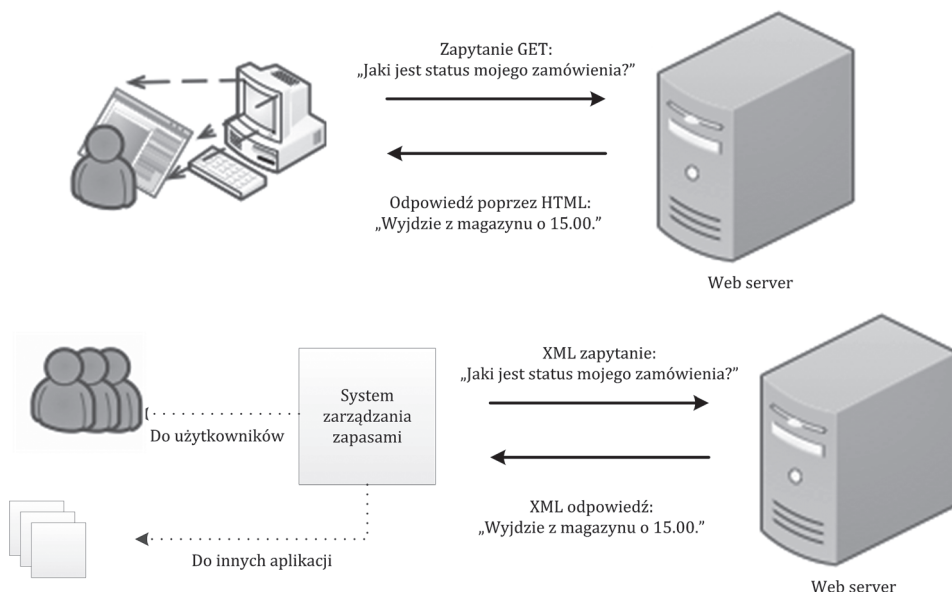 Zapytanie GET:
„Jaki jest status mojego zamówienia?”
Odpowiedź poprzez HTML:
„Wyjdzie z magazynu o 15.00.”
Web server
System
zarządzania
zapasami
Do użytkowników
Do innych aplikacji
XML zapytanie:
„Jaki jest status mojego zamówienia?”
XML odpowiedź:
„Wyjdzie z magazynu o 15.00.”
Web server